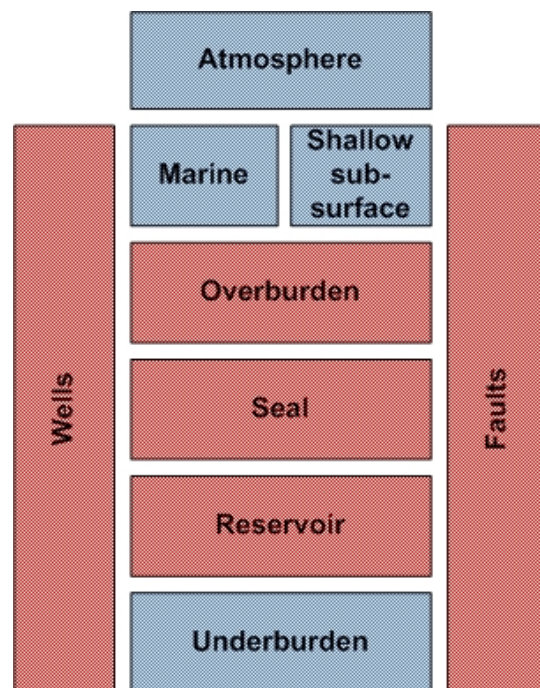 Atmosphere
Marine
Shallow
sub-
surface
Overburden
Seal
Reservoir
Underburden
Wells
Faults